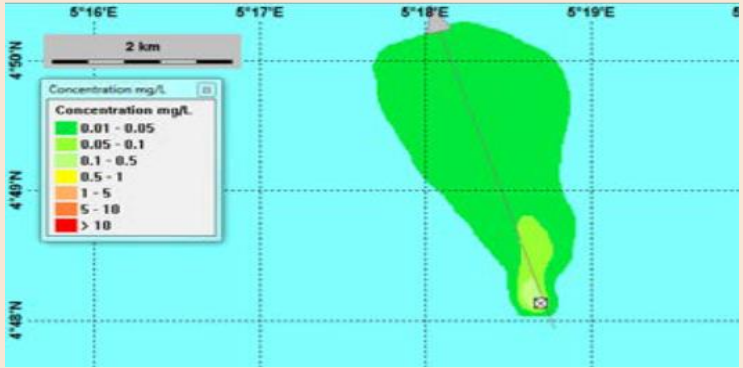 5°16'E 5°17'E 5°18'E 5°19'E 5
2 km
4°50'N
Concentration mg/L
Concentration mg/L
0.01 - 0.05
0.05 - 0.1
0.1 - 0.5
0.5 - 1
1 - 5
5 - 10
> 10
4°49'N
4°48'N